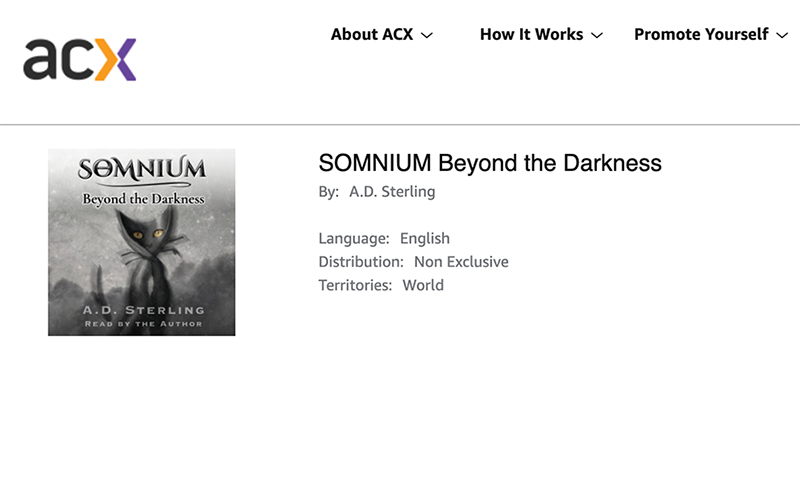 acx
About ACX
How It Works
Promote Yourself
SOMNIUM
Beyond the Darkness
A.D. Sterling
Read by the Author
SOMNIUM Beyond the Darkness
By: A.D. Sterling
Language: English
Distribution: Non Exclusive
Territories: World